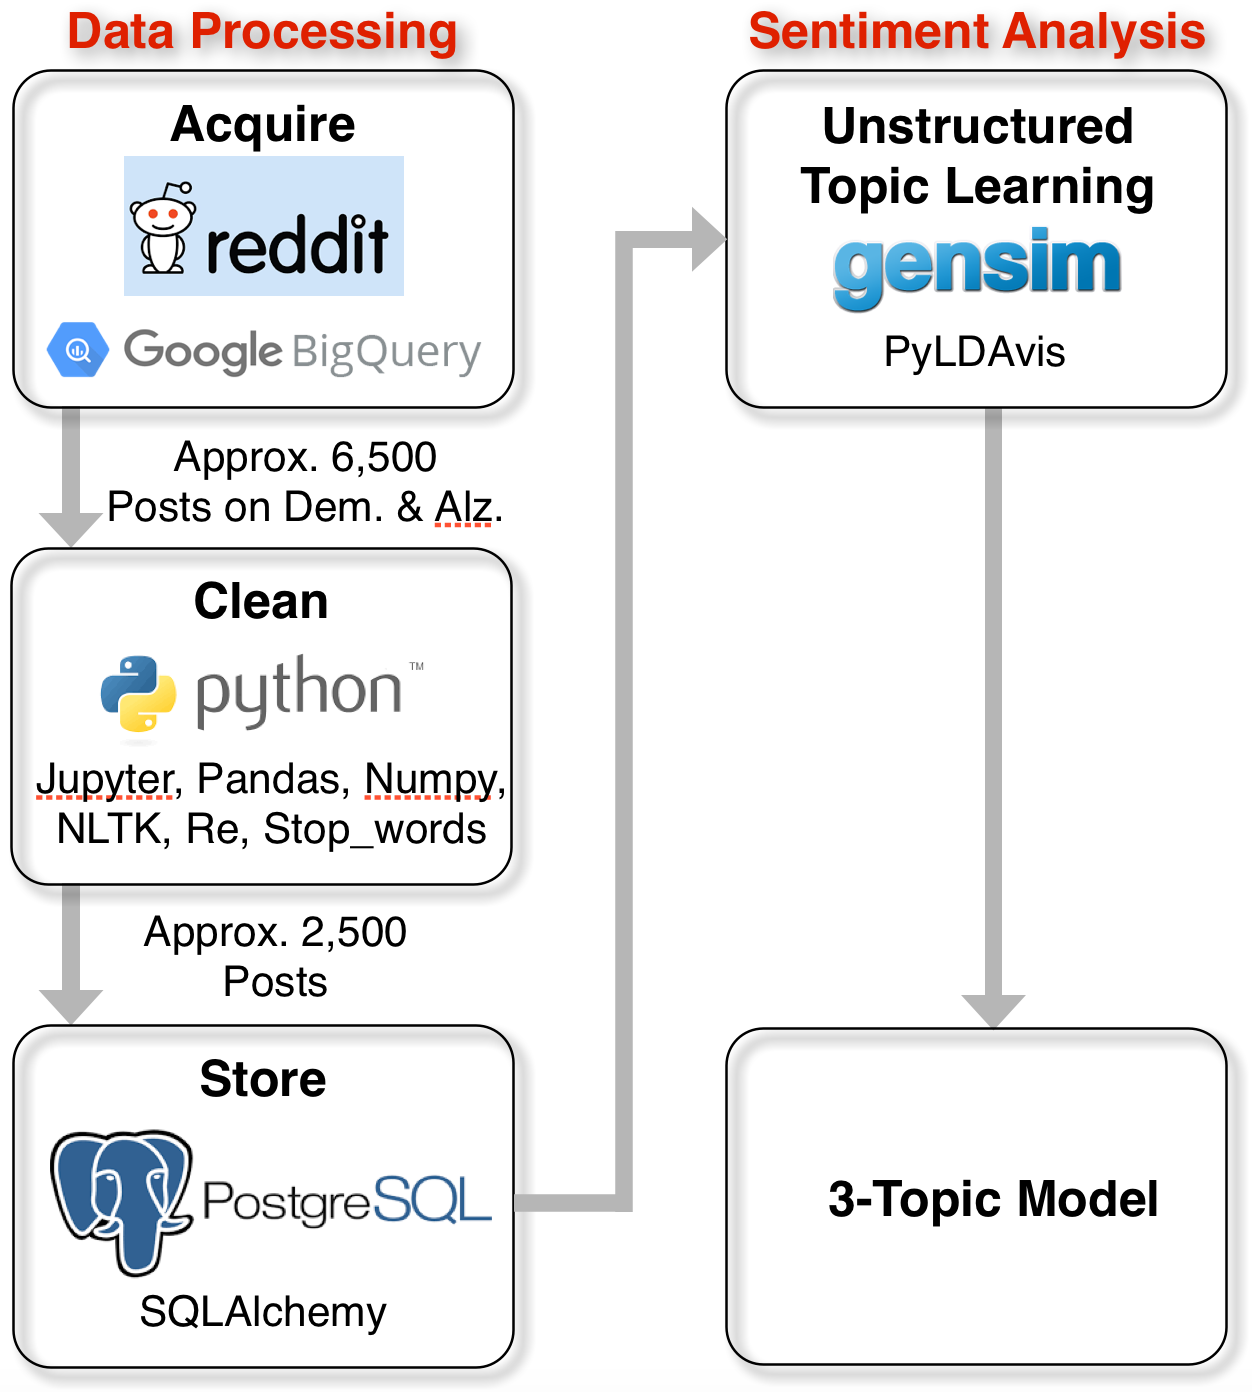 Data Processing
Acquire
reddit
Google BigQuery
Approx. 6,500
Posts on Dem. & Alz.
Clean
python™
Jupyter, Pandas, Numpy,
NLTK, Re, Stop_words
Approx. 2,500
Posts
Store
PostgreSQL
SQLAlchemy
Sentiment Analysis
Unstructured
Topic Learning
gensim
PyLDAvis
3-Topic Model